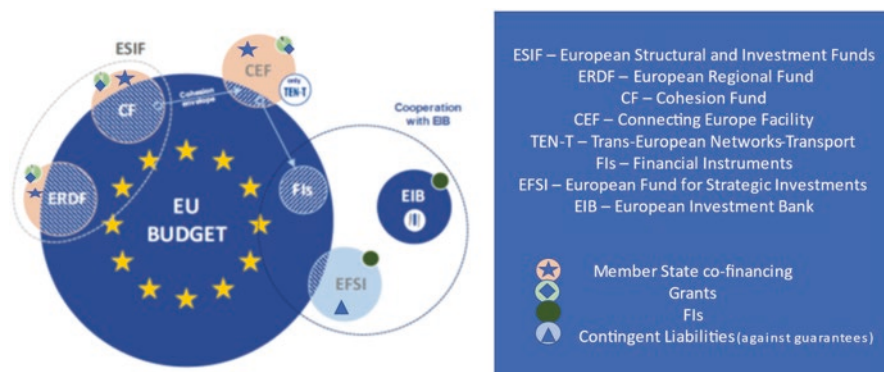 ESIF
CEF
only
TEN-T
CF
Cohesion
envelope
Cooperation
with EIB
ERDF
FIs
EIB
EU
BUDGET
EFSI
ESIF – European Structural and Investment Funds
ERDF – European Regional Fund
CF – Cohesion Fund
CEF – Connecting Europe Facility
TEN-T – Trans-European Networks-Transport
FIs – Financial Instruments
EFSI – European Fund for Strategic Investments
EIB – European Investment Bank
Member State co-financing
Grants
FIs
Contingent Liabilities (against guarantees)